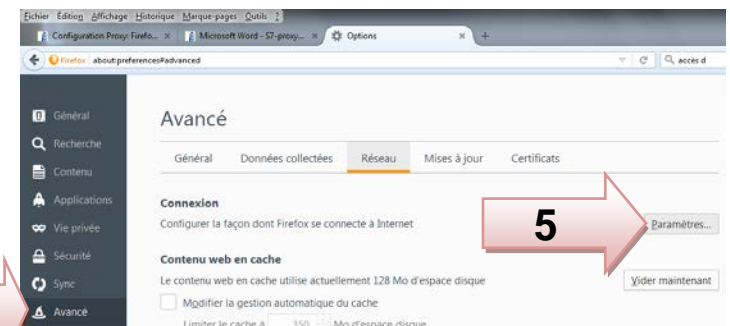 Fichier Édition Affichage Historique Marque-pages Outils ?
Configuration Proxy: Firefo... × Microsoft Word - S7-proxy... × Options × +
Firefox about:preferences#advanced accès d
Général
Recherche
Contenu
Applications
Vie privée
Sécurité
Sync
Avancé
Avancé
Général Données collectées Réseau Mises à jour Certificats
Connexion
Configurer la façon dont Firefox se connecte à Internet
5
Paramètres...
Contenu web en cache
Le contenu web en cache utilise actuellement 128 Mo d'espace disque
Vider maintenant
Modifier la gestion automatique du cache
Limiter le cache à 350 Mo d'espace disque